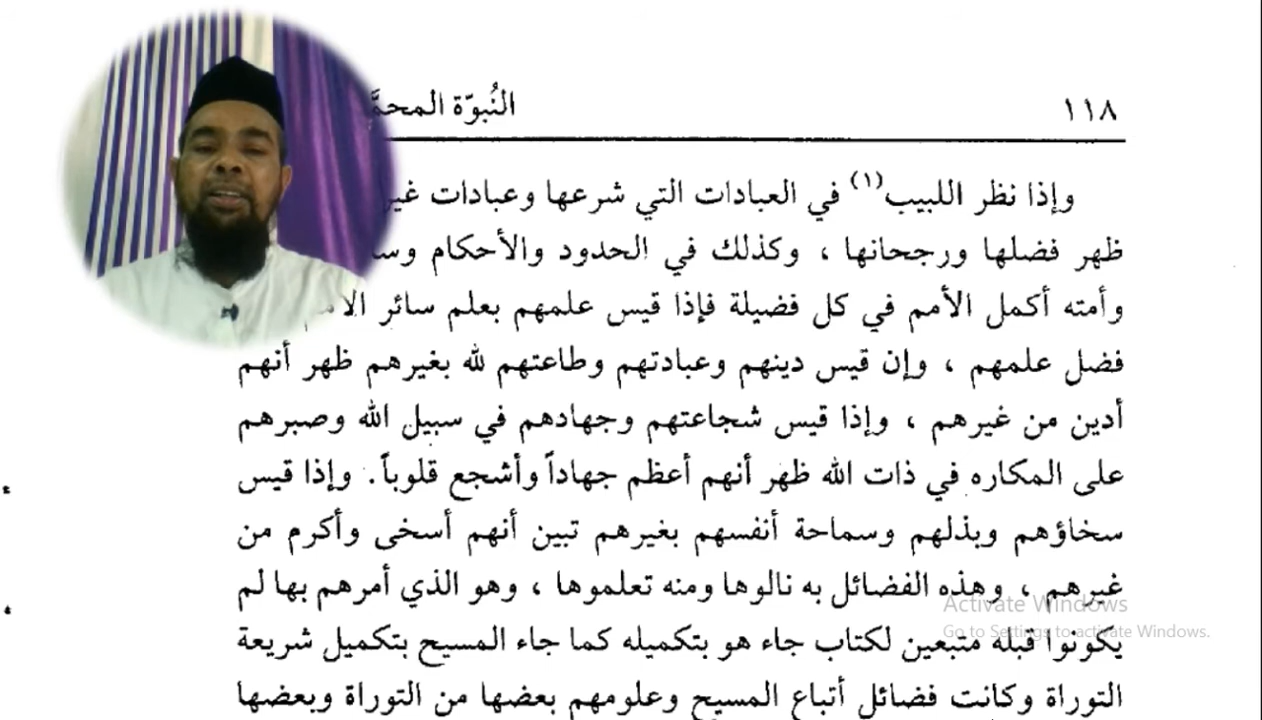 ١١٨
النُبوّة
وإذا نظر اللبيب(١) في العبادات التي شرعها وعبادات
ظهر فضلها ورجحانها ، وكذلك في الحدود والأحكام
وأمته أكمل الأمم في كل فضيلة فإذا قيس علمهم بعلم سائر
فضل علمهم ، وإن قيس دينهم وعبادتهم وطاعتهم لله بغيرهم ظهر أنهم
أدين من غيرهم ، وإذا قيس شجاعتهم وجهادهم في سبيل الله وصبرهم
على المكاره في ذات الله ظهر أنهم أعظم جهاداً وأشجع قلوباً. وإذا قيس
سخاؤهم وبذلهم وسماحة أنفسهم بغيرهم تبين أنهم أسخى وأكرم من
غيرهم ، وهذه الفضائل به نالوها ومنه تعلموها ، وهو الذي أمرهم بها لم
يكونوا قبله متبعين لكتاب جاء هو بتكميله كما جاء المسيح بتكميل شريعة
التوراة وكانت فضائل أتباع المسيح وعلومهم بعضها من التوراة وبعضها
Activate Windows
Go to Settings to activate Windows.